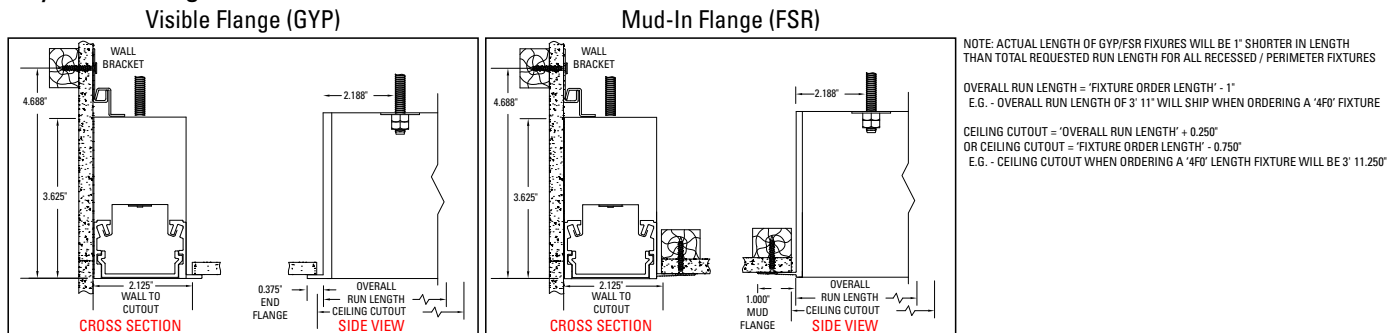 Visible Flange (GYP)
WALL
BRACKET
4.688"
3.625"
2.188"
2.125"
WALL TO
CUTOUT
CROSS SECTION
0.375"
END
FLANGE
OVERALL
RUN LENGTH
CEILING CUTOUT
SIDE VIEW
Mud-In Flange (FSR)
WALL
BRACKET
4.688"
3.625"
2.188"
2.125"
WALL TO
CUTOUT
CROSS SECTION
1.000"
MUD
FLANGE
OVERALL
RUN LENGTH
CEILING CUTOUT
SIDE VIEW
NOTE: ACTUAL LENGTH OF GYP/FSR FIXURES WILL BE 1" SHORTER IN LENGTH
THAN TOTAL REQUESTED RUN LENGTH FOR ALL RECESSED / PERIMETER FIXTURES
OVERALL RUN LENGTH = 'FIXTURE ORDER LENGTH' - 1"
E.G. - OVERALL RUN LENGTH OF 3' 11" WILL SHIP WHEN ORDERING A '4F0' FIXTURE
CEILING CUTOUT = 'OVERALL RUN LENGTH' + 0.250"
OR CEILING CUTOUT = 'FIXTURE ORDER LENGTH' - 0.750"
E.G. - CEILING CUTOUT WHEN ORDERING A '4F0' LENGTH FIXTURE WILL BE 3' 11.250"